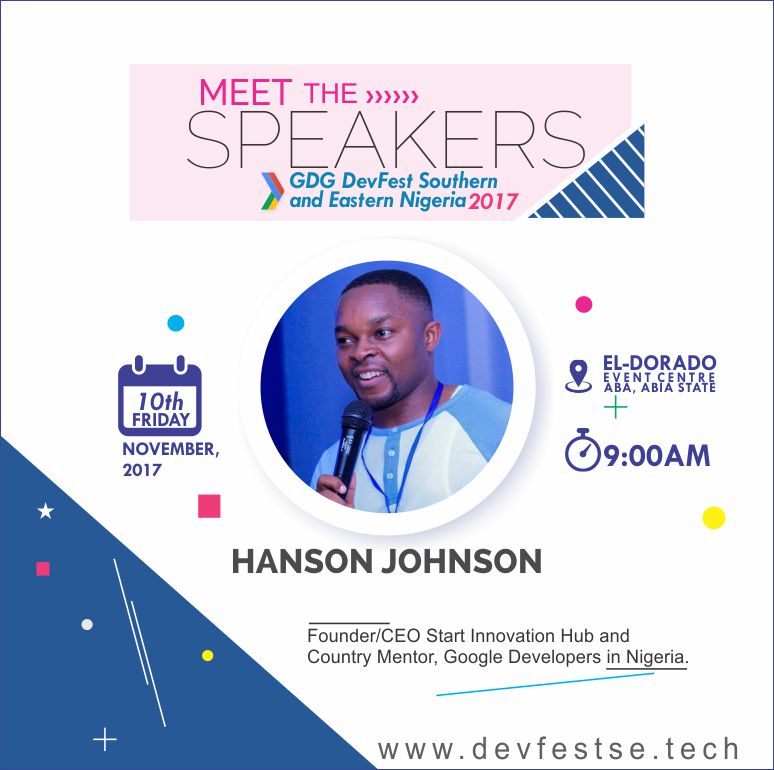 MEET THE ››››››
SPEAKERS
GDG DevFest Southern
and Eastern Nigeria 2017
10th
FRIDAY
NOVEMBER,
2017
EL-DORADO
EVENT CENTRE
ABA, ABIA STATE
9:00AM
HANSON JOHNSON
Founder/CEO Start Innovation Hub and
Country Mentor, Google Developers in Nigeria.
www.devfestse.tech